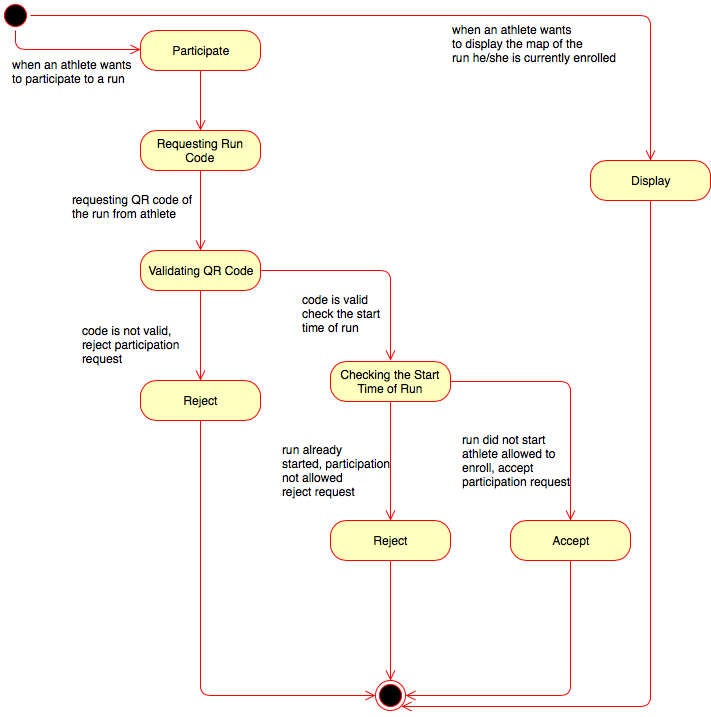 when an athlete wants
to display the map of the
run he/she is currently enrolled
Participate
when an athlete wants
to participate to a run
Requesting Run
Code
Display
requesting QR code of
the run from athlete
Validating QR Code
code is valid
check the start
time of run
code is not valid,
reject participation
request
Checking the Start
Time of Run
Reject
run already
started, participation
not allowed
reject request
run did not start
athlete allowed to
enroll, accept
participation request
Reject
Accept